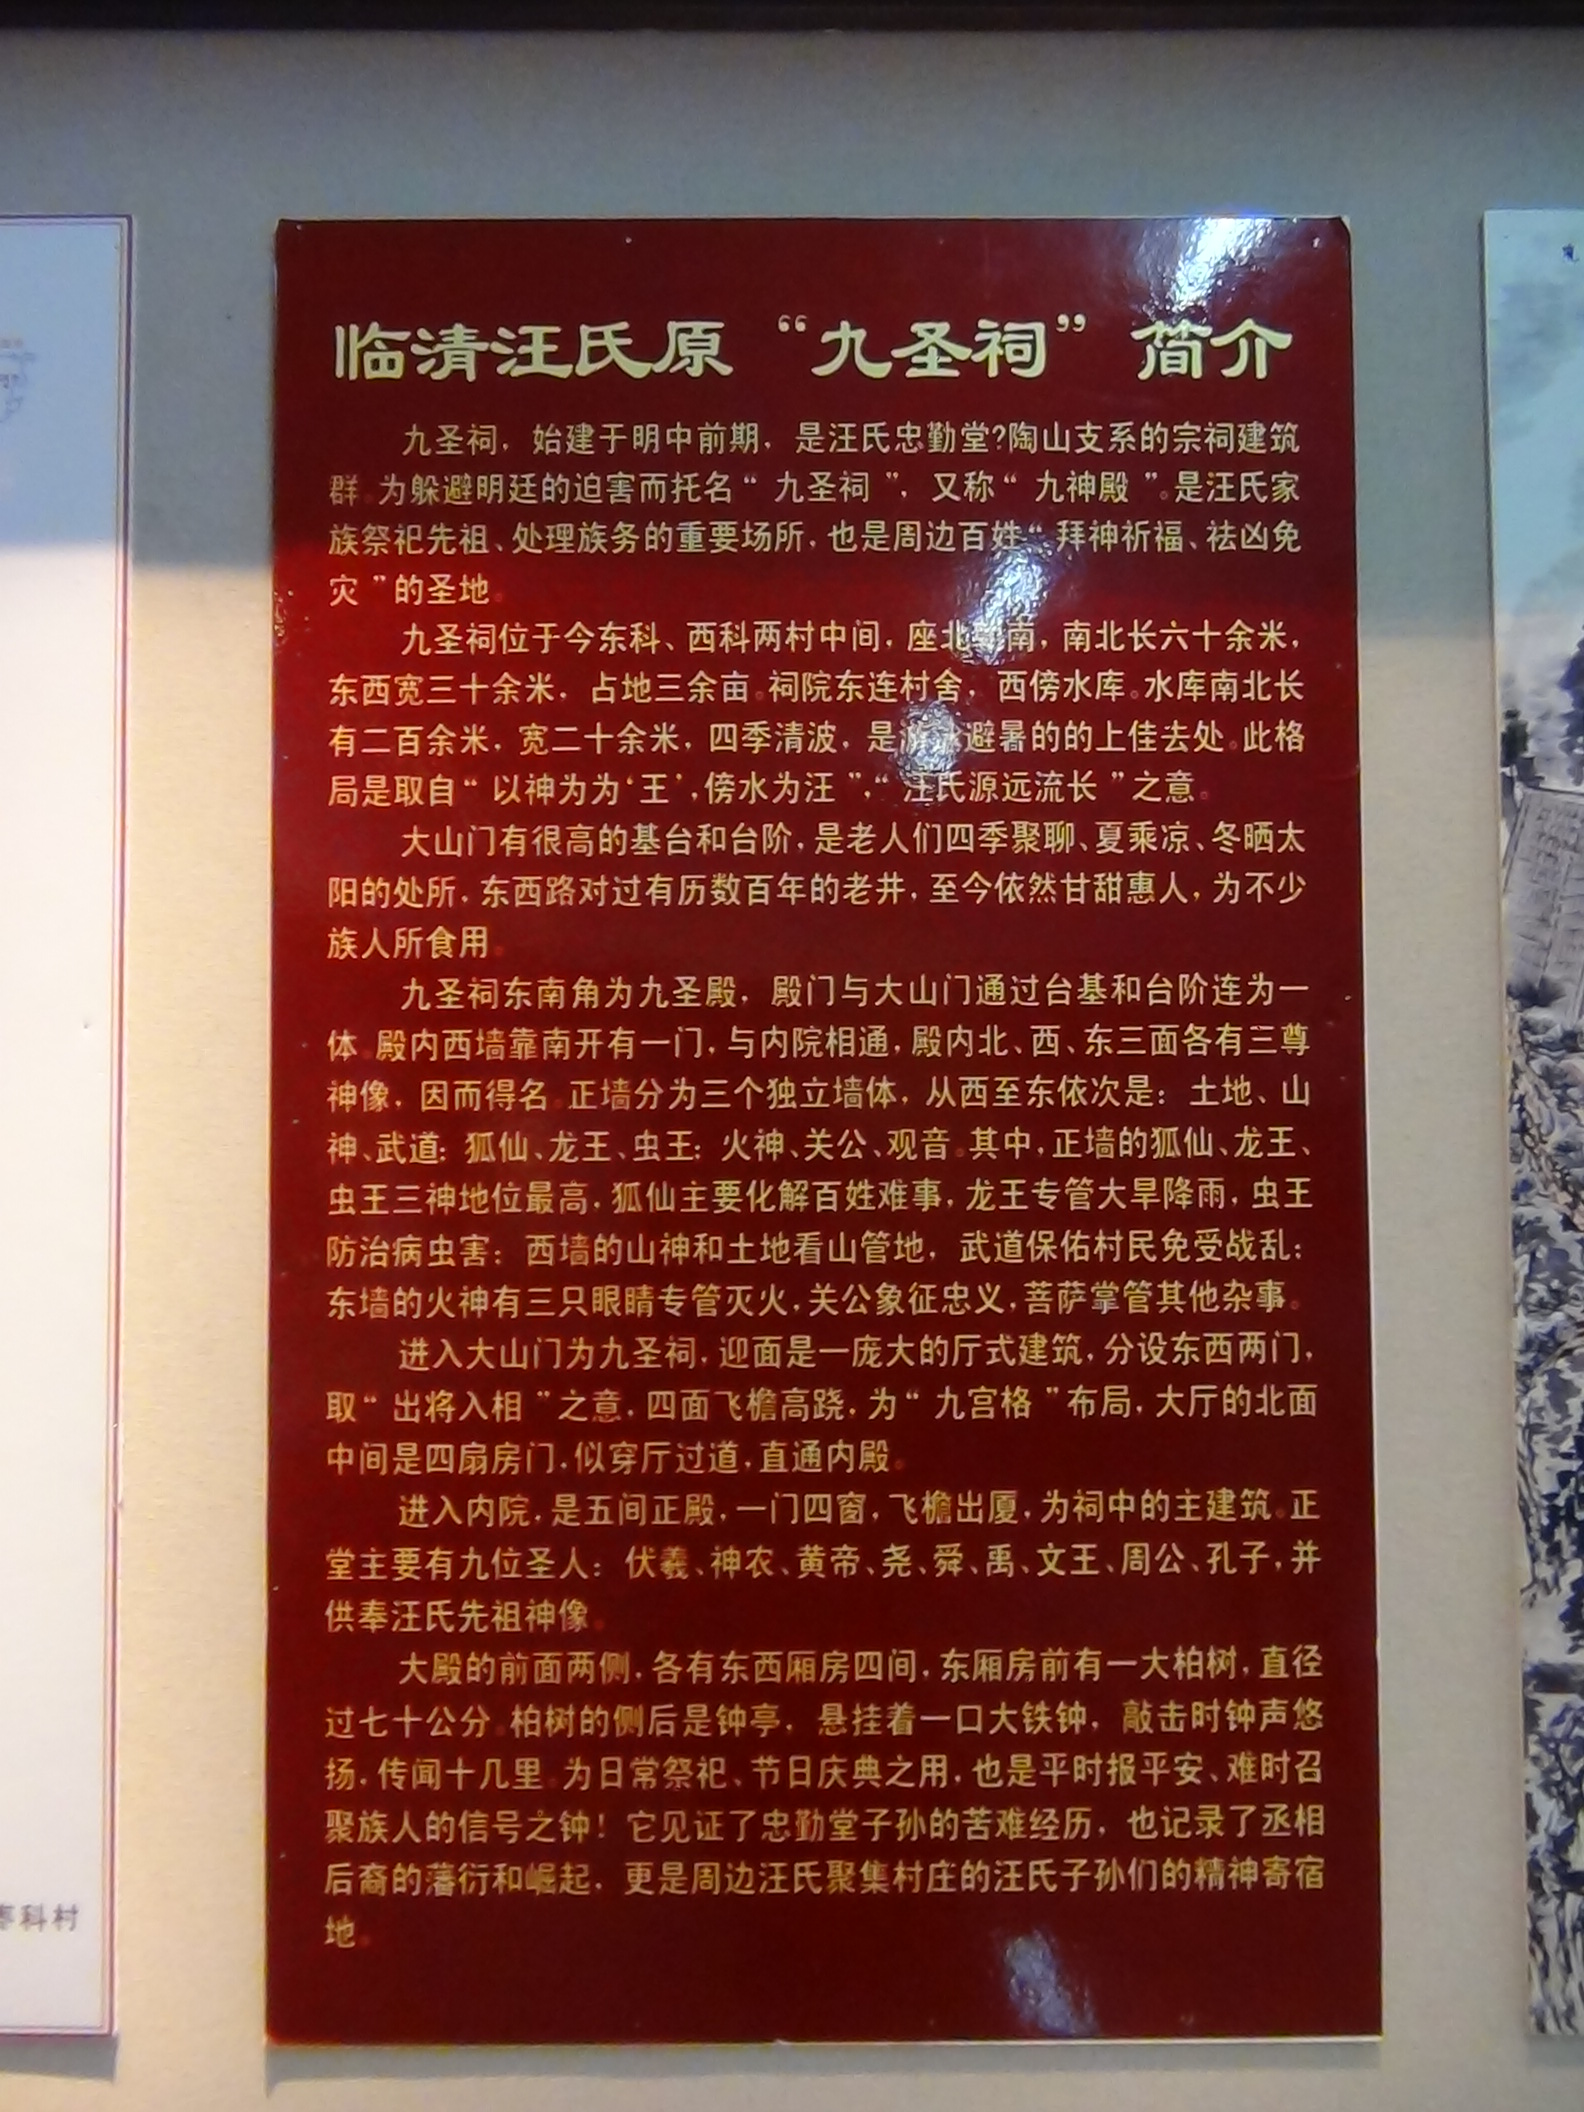 临清汪氏原“九圣祠”简介
九圣祠，始建于明中前期，是汪氏忠勤堂?陶山支系的宗祠建筑
群。为躲避明廷的迫害而托名“九圣祠”，又称“九神殿”。是汪氏家
族祭祀先祖、处理族务的重要场所，也是周边百姓“拜神祈福、祛凶免
灾”的圣地。
九圣祠位于今东科、西科两村中间，座北南，南北长六十余米，
东西宽三十余米，占地三余亩。祠院东连村舍，西傍水库。水库南北长
有二百余米，宽二十余米，四季清波，是避暑的的上佳去处。此格
局是取自“以神为为‘王’，傍水为汪”，“汪氏源远流长”之意。
大山门有很高的基台和台阶，是老人们四季聚聊、夏乘凉、冬晒太
阳的处所，东西路对过有历数百年的老井，至今依然甘甜惠人，为不少
族人所食用。
九圣祠东南角为九圣殿，殿门与大山门通过台基和台阶连为一
体。殿内西墙靠南开有一门，与内院相通，殿内北、西、东三面各有三尊
神像，因而得名。正墙分为三个独立墙体，从西至东依次是：土地、山
神、武道；狐仙、龙王、虫王；火神、关公、观音。其中，正墙的狐仙、龙王、
虫王三神地位最高，狐仙主要化解百姓难事，龙王专管大旱降雨，虫王
防治病虫害；西墙的山神和土地看山管地，武道保佑村民免受战乱；
东墙的火神有三只眼睛专管灭火，关公象征忠义，菩萨掌管其他杂事。
进入大山门为九圣祠，迎面是一庞大的厅式建筑，分设东西两门，
取“出将入相”之意，四面飞檐高跷，为“九宫格”布局，大厅的北面
中间是四扇房门，似穿厅过道，直通内殿。
进入内院，是五间正殿，一门四窗，飞檐出厦，为祠中的主建筑。正
堂主要有九位圣人：伏羲、神农、黄帝、尧、舜、禹、文王、周公、孔子，并
供奉汪氏先祖神像。
大殿的前面两侧，各有东西厢房四间，东厢房前有一大柏树，直径
过七十公分。柏树的侧后是钟亭，悬挂着一口大铁钟，敲击时钟声悠
扬，传闻十几里。为日常祭祀、节日庆典之用，也是平时报平安、难时召
聚族人的信号之钟！它见证了忠勤堂子孙的苦难经历，也记录了丞相
后裔的藩衍和崛起，更是周边汪氏聚集村庄的汪氏子孙们的精神寄宿
地。
科村